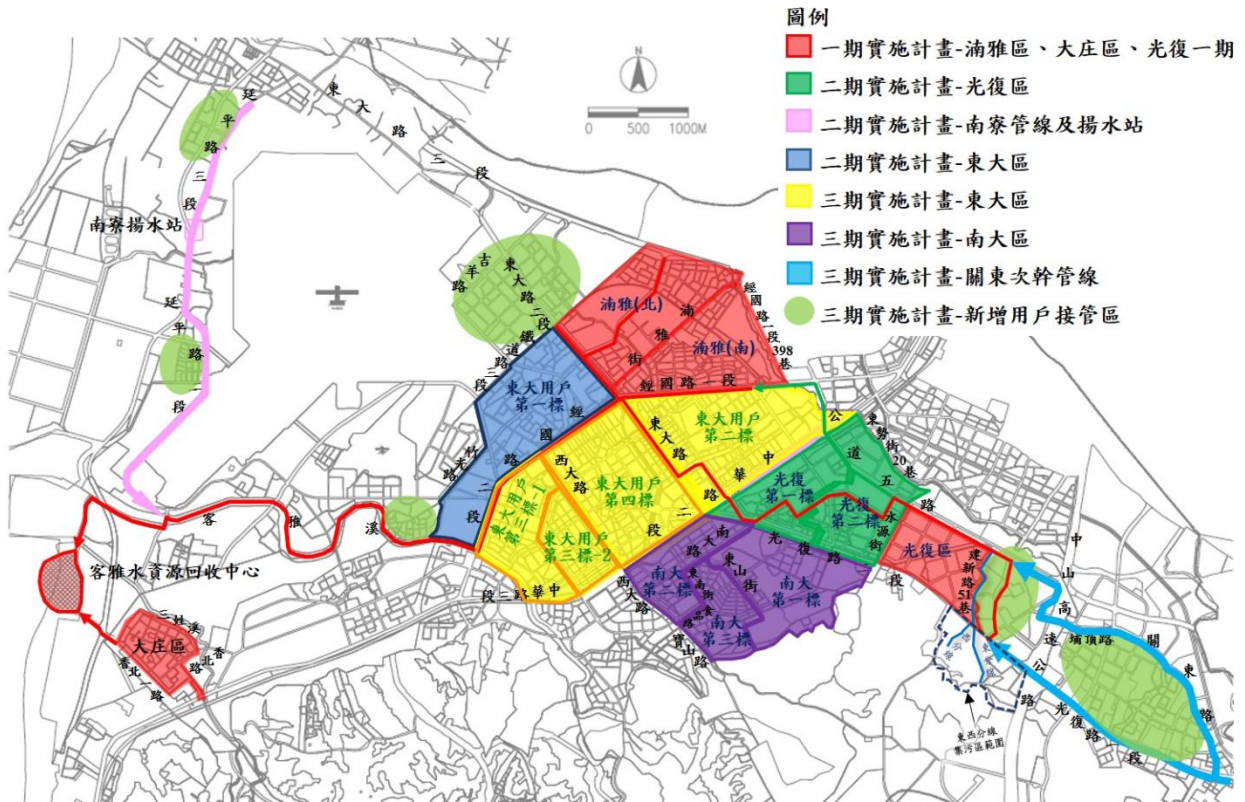 圖例
一期實施計畫-湳雅區、大庄區、光復一期
二期實施計畫-光復區
二期實施計畫-南寮管線及揚水站
二期實施計畫-東大區
三期實施計畫-東大區
三期實施計畫-南大區
三期實施計畫-關東次幹管線
三期實施計畫-新增用戶接管區
N
0 500 1000M
延平路三段
東大路三段
南寮揚水站
延平路一段
古羊路
東大路二段
鐵道路三段
湳雅(北)
湳雅街
湳雅(南)
經國路一段398巷
經國路一段
東大用戶
第一標
經國路二段
竹光路
西大路
東大路
東大用戶
第二標
中華路二段
公道五路
東勢街20巷
東大用戶
第三標-1
東大用戶
第三標-2
東大用戶
第四標
光復
第一標
光復
第二標
水源街
光復路
光復區
建新路51巷
中華路三段
西大路
南大路
東山街
南大
第二標
南大
第一標
東南街
食品路
南大
第三標
寶山路
客雅溪
客雅水資源回收中心
三姓溪
大庄區
香北路
香北一路
中山高速公路
埔頂路
關東路
光復路一段
東西分線
集污區範圍